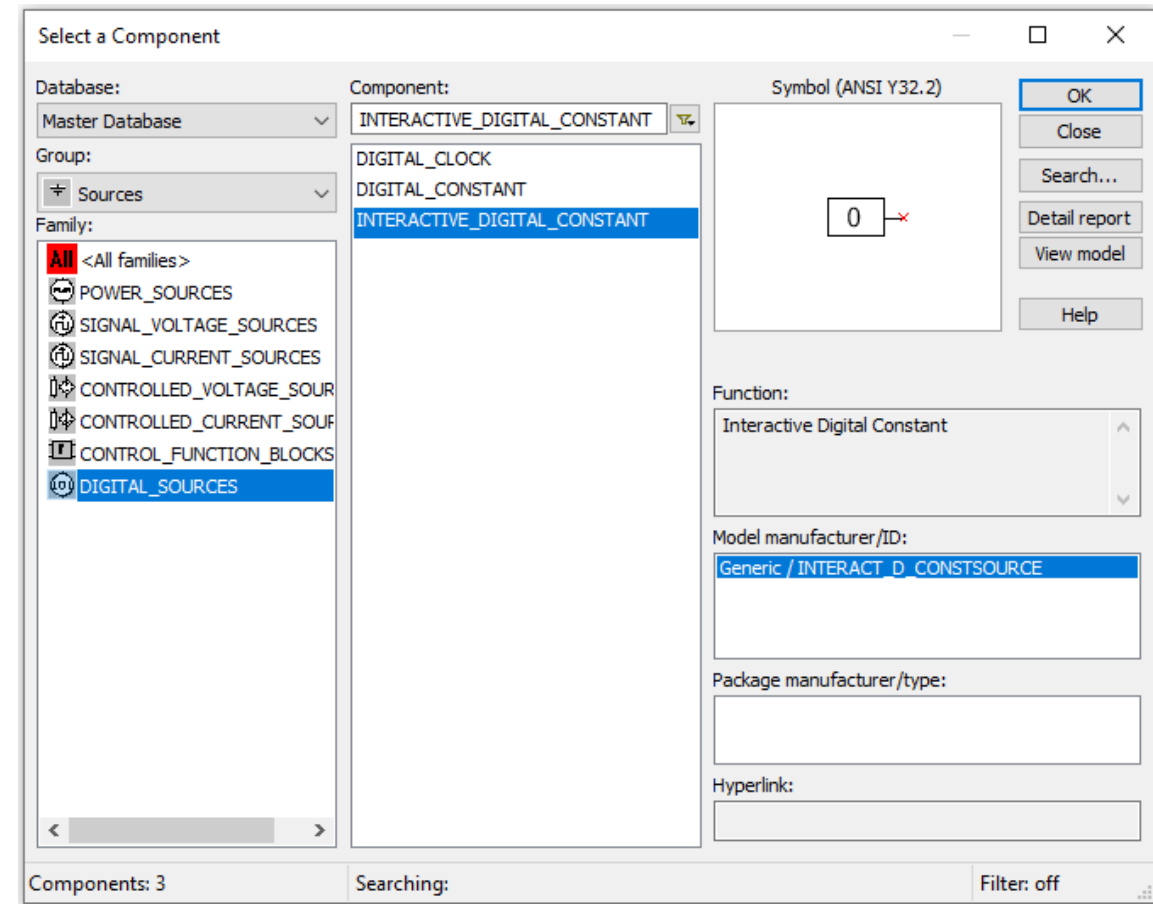 Select a Component
Database:
Master Database
Group:
Sources
Family:
All <All families>
POWER_SOURCES
SIGNAL_VOLTAGE_SOURCES
SIGNAL_CURRENT_SOURCES
CONTROLLED_VOLTAGE_SOUR
CONTROLLED_CURRENT_SOUF
CONTROL_FUNCTION_BLOCKS
DIGITAL_SOURCES
Component:
INTERACTIVE_DIGITAL_CONSTANT
DIGITAL_CLOCK
DIGITAL_CONSTANT
INTERACTIVE_DIGITAL_CONSTANT
Symbol (ANSI Y32.2)
0
OK
Close
Search...
Detail report
View model
Help
Function:
Interactive Digital Constant
Model manufacturer/ID:
Generic / INTERACT_D_CONSTSOURCE
Package manufacturer/type:
Hyperlink:
Components: 3
Searching:
Filter: off